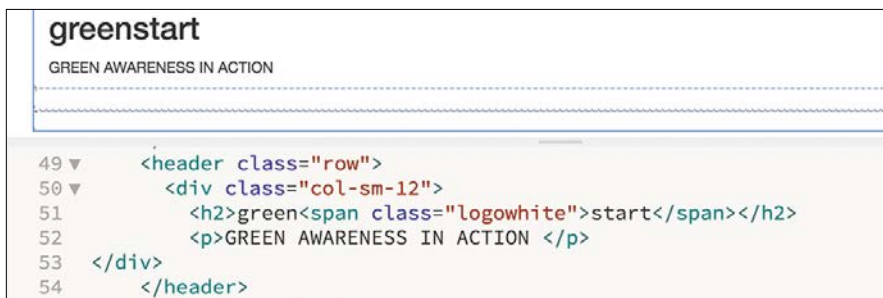 greenstart
GREEN AWARENESS IN ACTION
49 ▼ <header class="row">
50 ▼ <div class="col-sm-12">
51 <h2>green<span class="logowhite">start</span></h2>
52 <p>GREEN AWARENESS IN ACTION </p>
53 </div>
54 </header>